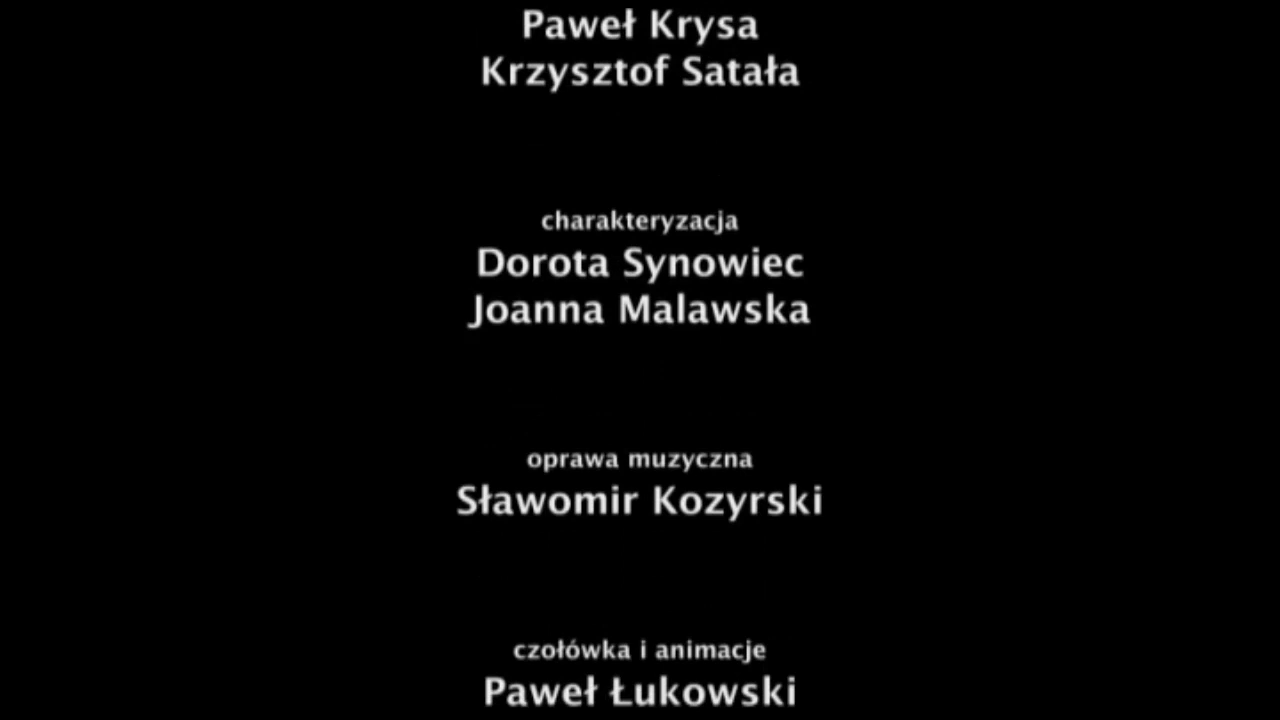 Paweł Krysa
Krzysztof Satała
charakteryzacja
Dorota Synowiec
Joanna Malawska
oprawa muzyczna
Sławomir Kozyrski
czołówka i animacje
Paweł Łukowski